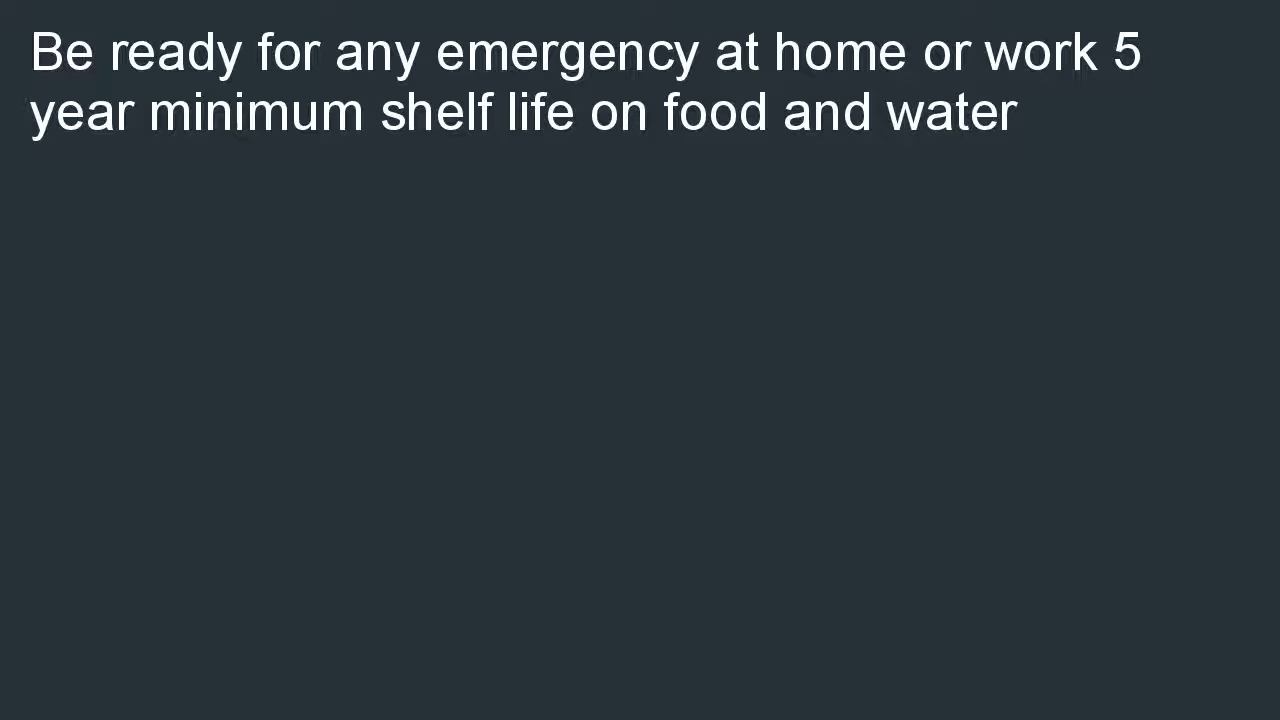 Be ready for any emergency at home or work 5
year minimum shelf life on food and water